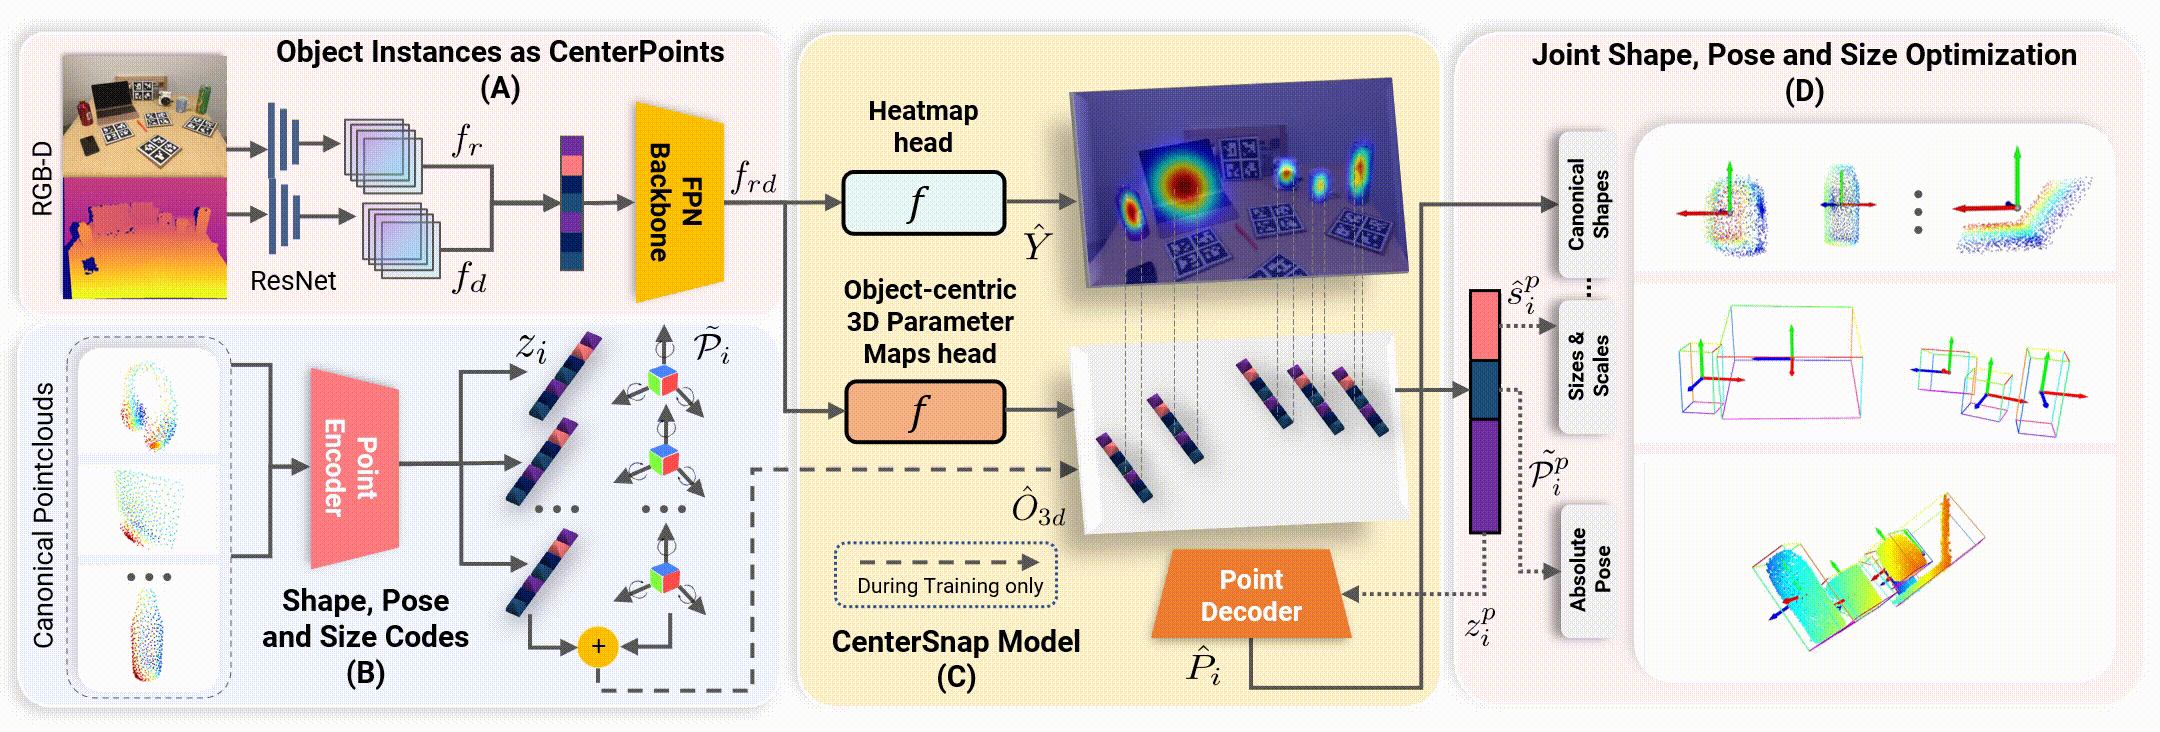 Object Instances as CenterPoints
(A)
RGB-D
ResNet
f_r
f_d
FPN
Backbone
f_{rd}
Canonical Pointclouds
Point
Encoder
z_i
\tilde{\mathcal{P}}_i
Shape, Pose
and Size Codes
(B)
+
Heatmap
head
f
\hat{Y}
Object-centric
3D Parameter
Maps head
f
\hat{O}_{3d}
During Training only
CenterSnap Model
(C)
Point
Decoder
\hat{P}_i
Joint Shape, Pose and Size Optimization
(D)
Canonical
Shapes
\hat{s}_i^p
Sizes &
Scales
\tilde{\mathcal{P}}_i^p
Absolute
Pose
z_i^p